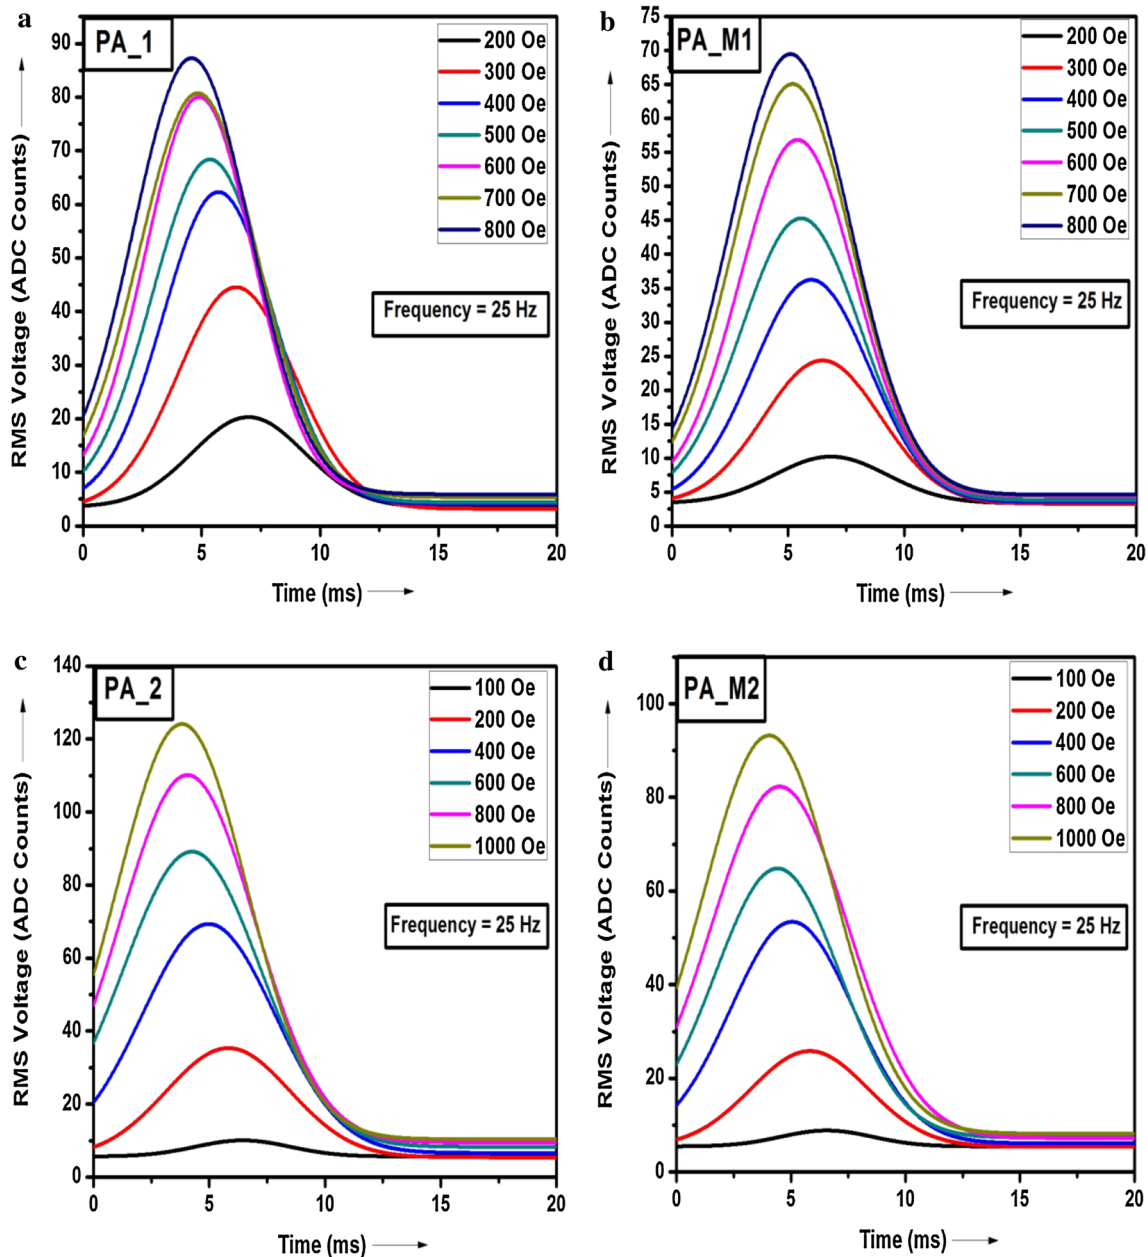 a
PA_1
200 Oe
300 Oe
400 Oe
500 Oe
600 Oe
700 Oe
800 Oe
Frequency = 25 Hz
RMS Voltage (ADC Counts)
90
80
70
60
50
40
30
20
10
0
0 5 10 15 20
Time (ms)
b
PA_M1
200 Oe
300 Oe
400 Oe
500 Oe
600 Oe
700 Oe
800 Oe
Frequency = 25 Hz
RMS Voltage (ADC Counts)
75
70
65
60
55
50
45
40
35
30
25
20
15
10
5
0
0 5 10 15 20
Time (ms)
c
PA_2
100 Oe
200 Oe
400 Oe
600 Oe
800 Oe
1000 Oe
Frequency = 25 Hz
RMS Voltage (ADC Counts)
140
120
100
80
60
40
20
0
0 5 10 15 20
Time (ms)
d
PA_M2
100 Oe
200 Oe
400 Oe
600 Oe
800 Oe
1000 Oe
Frequency = 25 Hz
RMS Voltage (ADC Counts)
100
80
60
40
20
0
0 5 10 15 20
Time (ms)